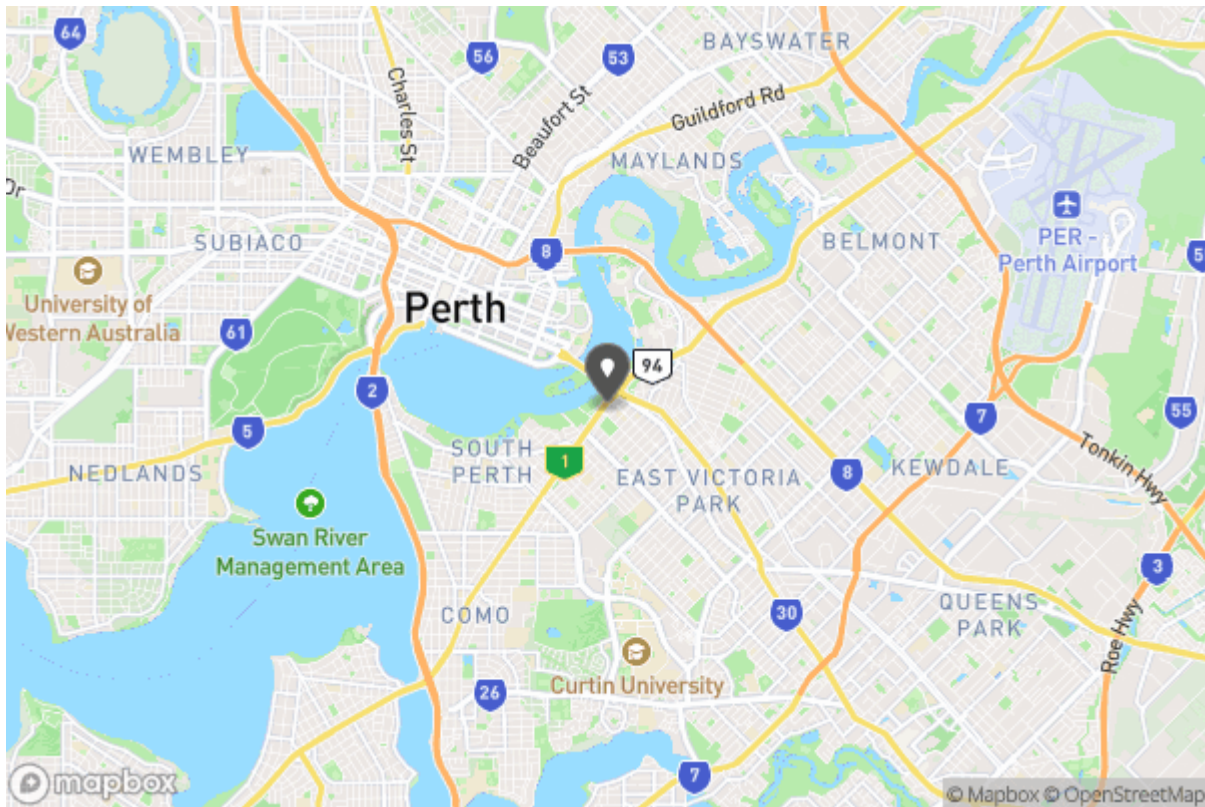 64
56
53
BAYSWATER
Charles St
Beaufort St
Guildford Rd
WEMBLEY
MAYLANDS
Dr
SUBIACO
8
BELMONT
PER -
Perth Airport
55
University of
Western Australia
61
Perth
94
2
5
1
7
55
NEDLANDS
SOUTH
PERTH
EAST VICTORIA
PARK
8
KEWDALE
Tonkin Hwy
Swan River
Management Area
3
COMO
30
QUEENS
PARK
Roe Hwy
Curtin University
26
7
mapbox
© Mapbox © OpenStreetMap